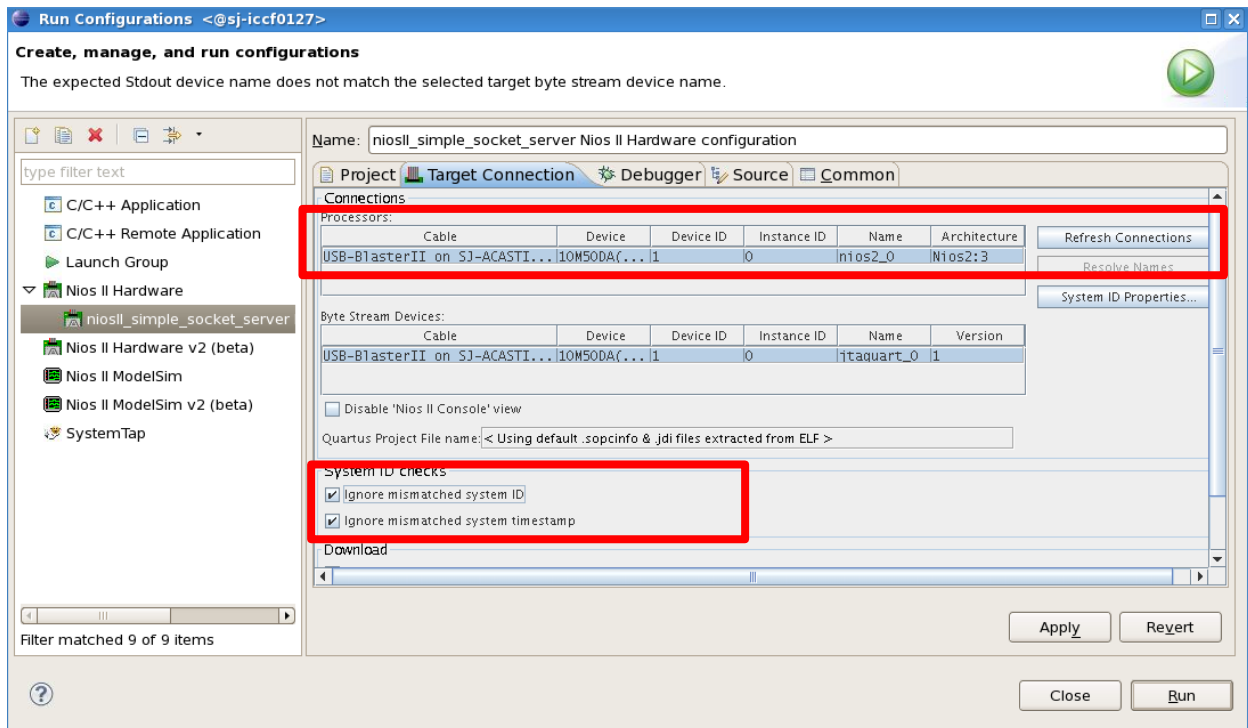 Run Configurations <@sj-iccf0127>
Create, manage, and run configurations
The expected Stdout device name does not match the selected target byte stream device name.
type filter text
C/C++ Application
C/C++ Remote Application
Launch Group
Nios II Hardware
niosII_simple_socket_server
Nios II Hardware v2 (beta)
Nios II ModelSim
Nios II ModelSim v2 (beta)
SystemTap
Filter matched 9 of 9 items
Name: niosII_simple_socket_server Nios II Hardware configuration
Project Target Connection Debugger Source Common
Connections
Processors:
Cable Device Device ID Instance ID Name Architecture
USB-BlasterII on SJ-ACASTI... 10M50DA(... 1 0 nios2_0 Nios2:3
Refresh Connections
Resolve Names
System ID Properties...
Byte Stream Devices:
Cable Device Device ID Instance ID Name Version
USB-BlasterII on SJ-ACASTI... 10M50DA(... 1 0 jtaguart_0 1
Disable 'Nios II Console' view
Quartus Project File name: < Using default .sopcinfo & .jdi files extracted from ELF >
System ID checks
Ignore mismatched system ID
Ignore mismatched system timestamp
Download
Apply Revert
? Close Run